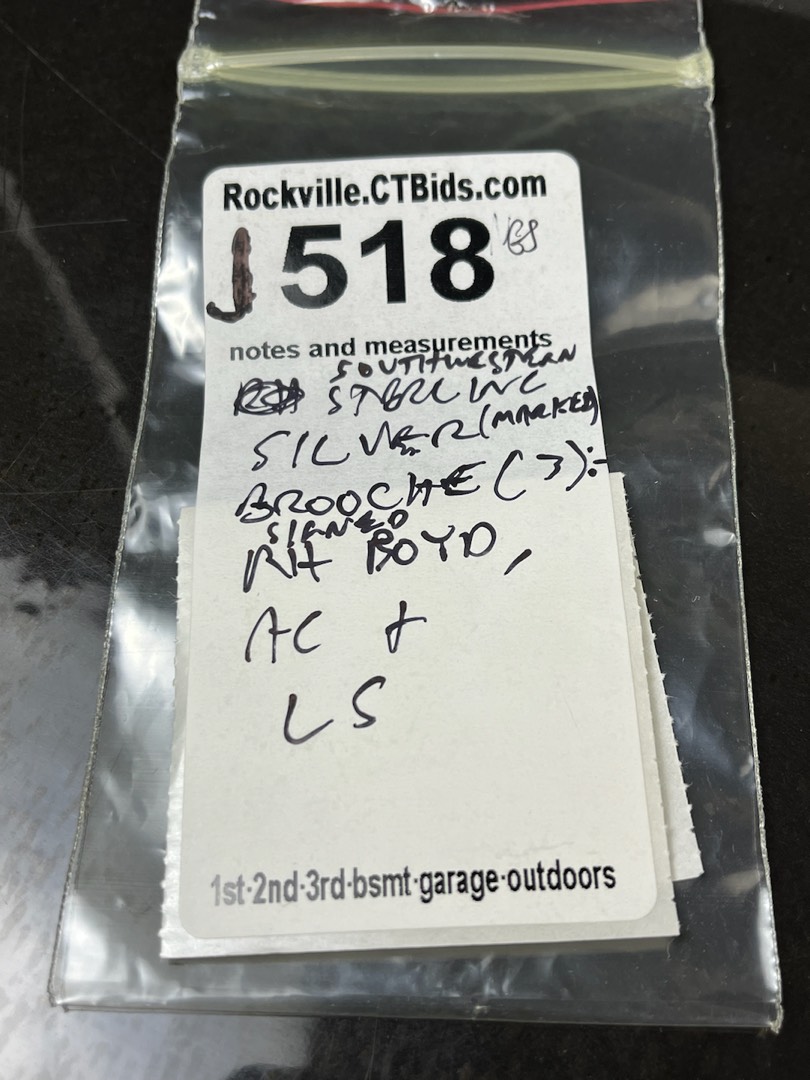 Rockville.CTBids.com
J518
notes and measurements
SOUTHWESTERN
STERLING
SILVER (MARKED)
BROOCHE (3):-
SIGNED
RH BOYD,
AC &
LS
1st·2nd·3rd·bsmt·garage·outdoors